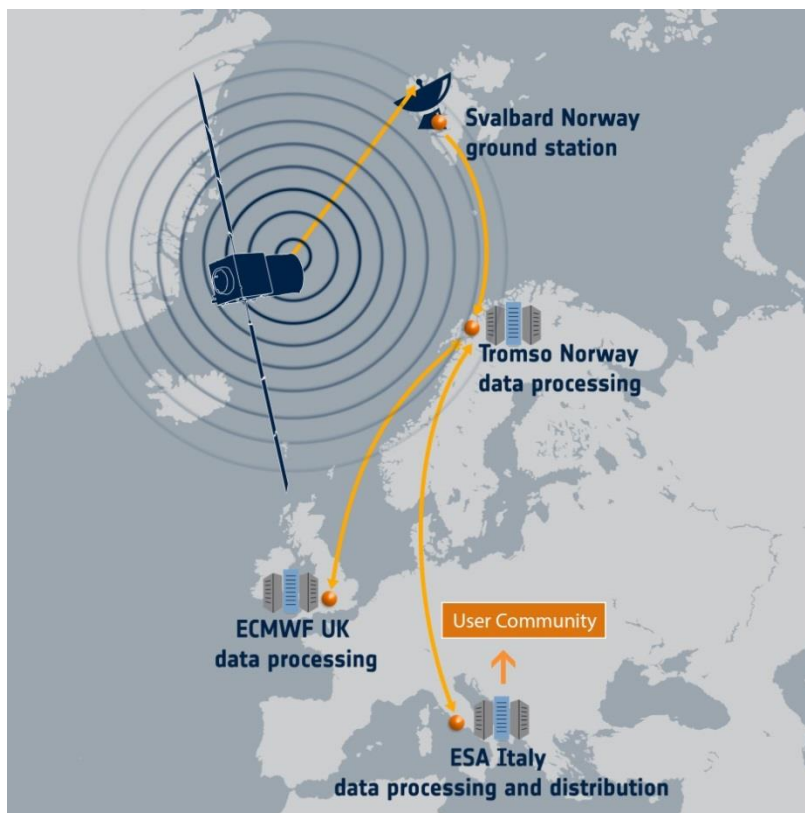 Svalbard Norway
ground station
Tromso Norway
data processing
ECMWF UK
data processing
User Community
ESA Italy
data processing and distribution